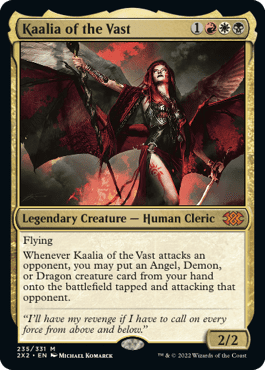 Kaalia of the Vast 1
Legendary Creature — Human Cleric
Flying
Whenever Kaalia of the Vast attacks an
opponent, you may put an Angel, Demon,
or Dragon creature card from your hand
onto the battlefield tapped and attacking that
opponent.
“I’ll have my revenge if I have to call on every
force from above and below.”
2/2
235/331 M
2X2 • EN MICHAEL KOMARCK
™ & © 2022 Wizards of the Coast